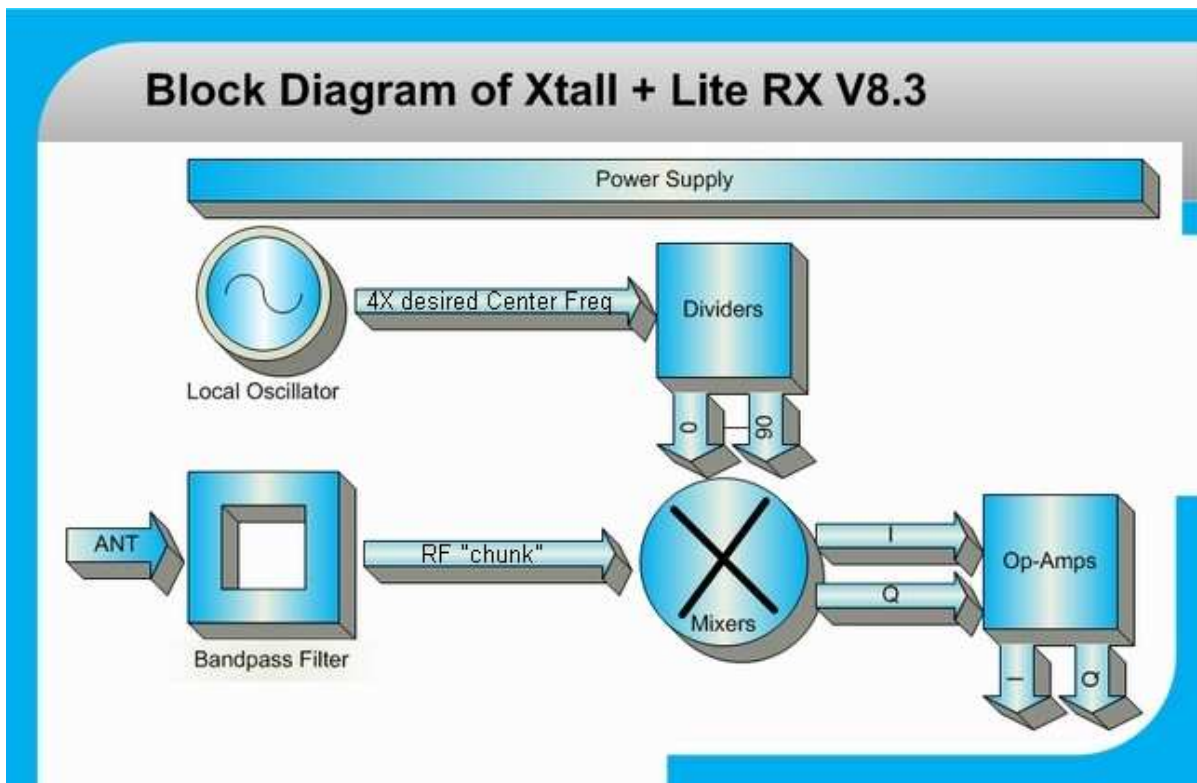 Block Diagram of Xtall + Lite RX V8.3
Power Supply
4X desired Center Freq
Dividers
Local Oscillator
0
90
ANT
RF "chunk"
I
Q
Op-Amps
Mixers
Bandpass Filter
I
Q